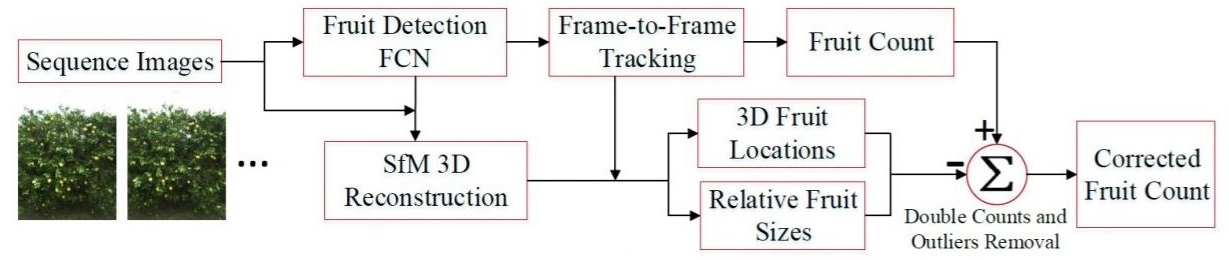 Sequence Images
Fruit Detection
FCN
Frame-to-Frame
Tracking
Fruit Count
SfM 3D
Reconstruction
3D Fruit
Locations
Relative Fruit
Sizes
+
-
Σ
Double Counts and
Outliers Removal
Corrected
Fruit Count
...